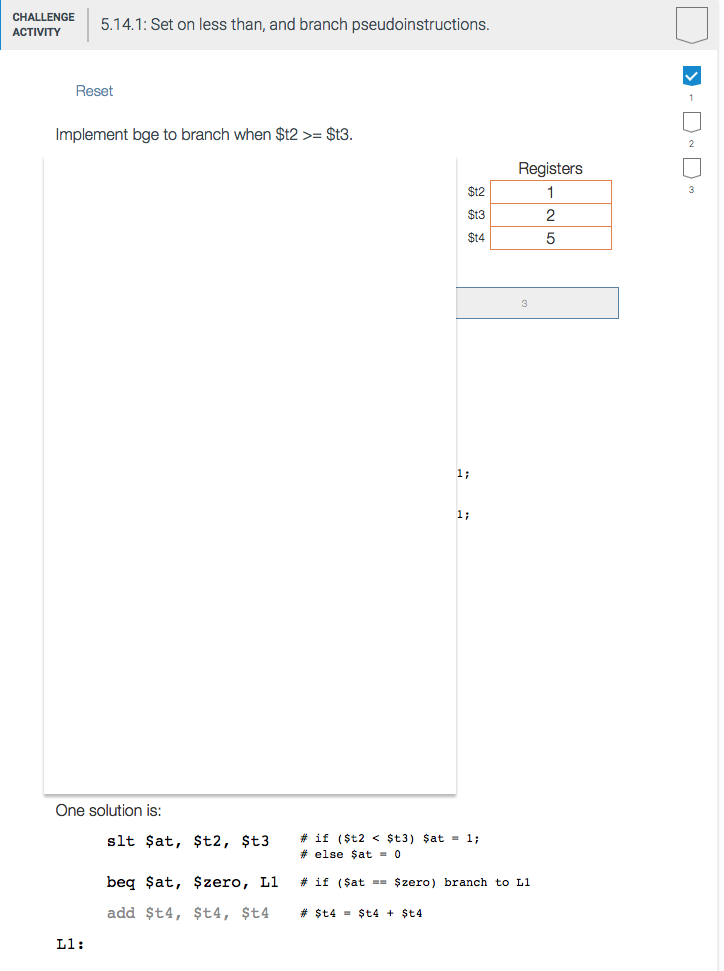 CHALLENGE
ACTIVITY
5.14.1: Set on less than, and branch pseudoinstructions.
Reset
1
2
3
Implement bge to branch when $t2 >= $t3.
Registers
$t2 1
$t3 2
$t4 5
3
1;
1;
One solution is:
slt $at, $t2, $t3 # if ($t2 < $t3) $at = 1;
# else $at = 0
beq $at, $zero, L1 # if ($at == $zero) branch to L1
add $t4, $t4, $t4 # $t4 = $t4 + $t4
L1: